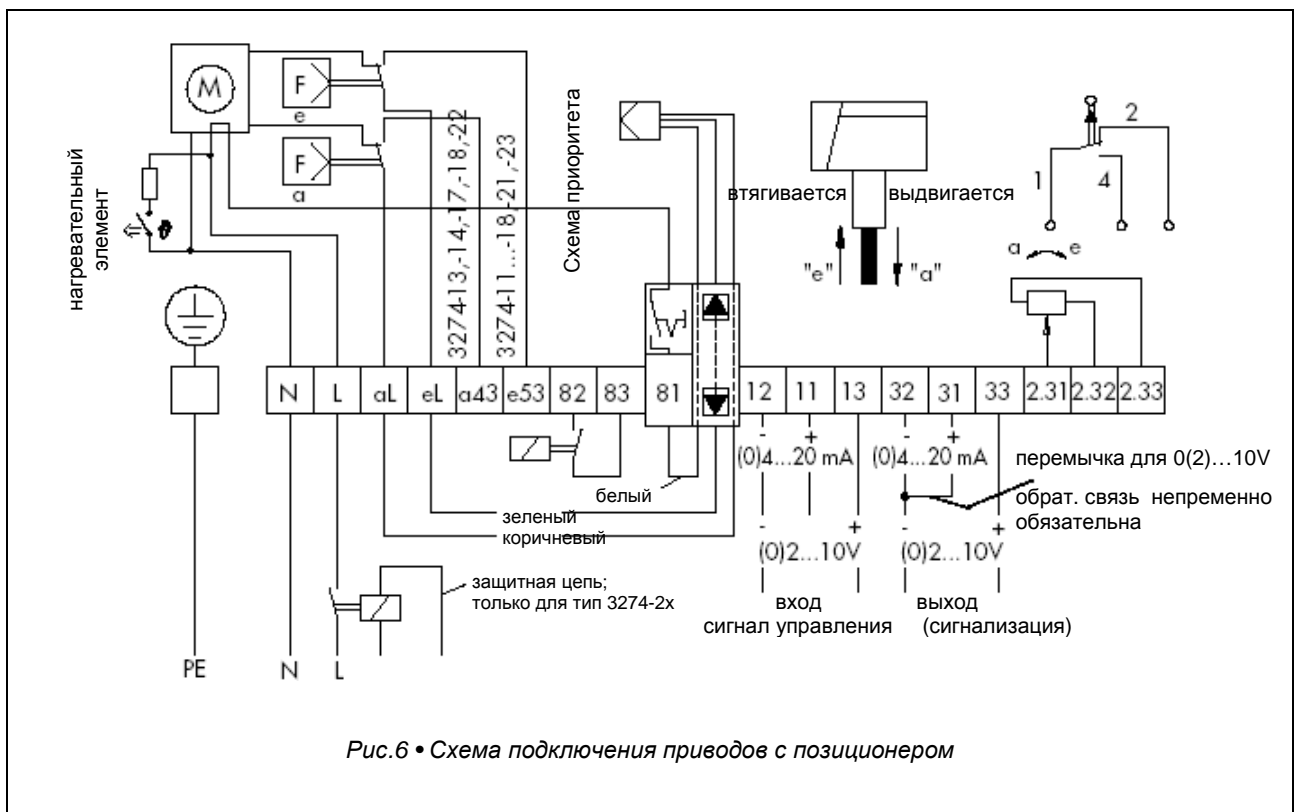 M
F
e
F
a
нагревательный
элемент
3274-13,-14,-17,-18,-22
3274-11...-18,-21,-23
Схема приоритета
втягивается
выдвигается
"e"
"a"
1
2
4
a
e
N
L
aL
eL
a43
e53
82
83
81
12
11
13
32
31
33
2.31
2.32
2.33
- +
(0)4...20 mA
- +
(0)4...20 mA
перемычка для 0(2)…10V
обрат. связь непременно
обязательна
белый
зеленый
коричневый
- +
(0)2...10V
- +
(0)2...10V
защитная цепь;
только для тип 3274-2x
вход
сигнал управления
выход
(сигнализация)
PE
N
L
Рис.6 • Схема подключения приводов с позиционером